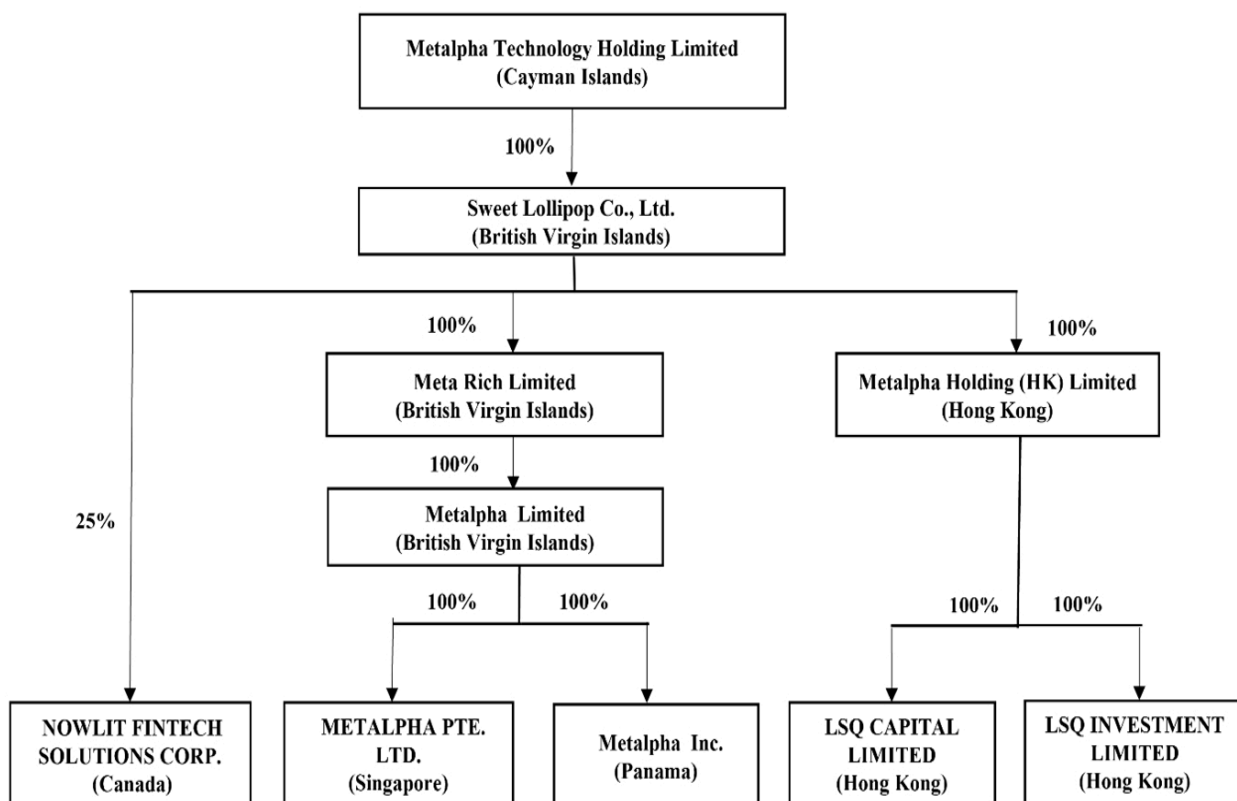 Metalpha Technology Holding Limited
(Cayman Islands)
100%
Sweet Lollipop Co., Ltd.
(British Virgin Islands)
100%
100%
Meta Rich Limited
(British Virgin Islands)
Metalpha Holding (HK) Limited
(Hong Kong)
100%
25%
Metalpha Limited
(British Virgin Islands)
100%
100%
100%
100%
NOWLIT FINTECH
SOLUTIONS CORP.
(Canada)
METALPHA PTE.
LTD.
(Singapore)
Metalpha Inc.
(Panama)
LSQ CAPITAL
LIMITED
(Hong Kong)
LSQ INVESTMENT
LIMITED
(Hong Kong)